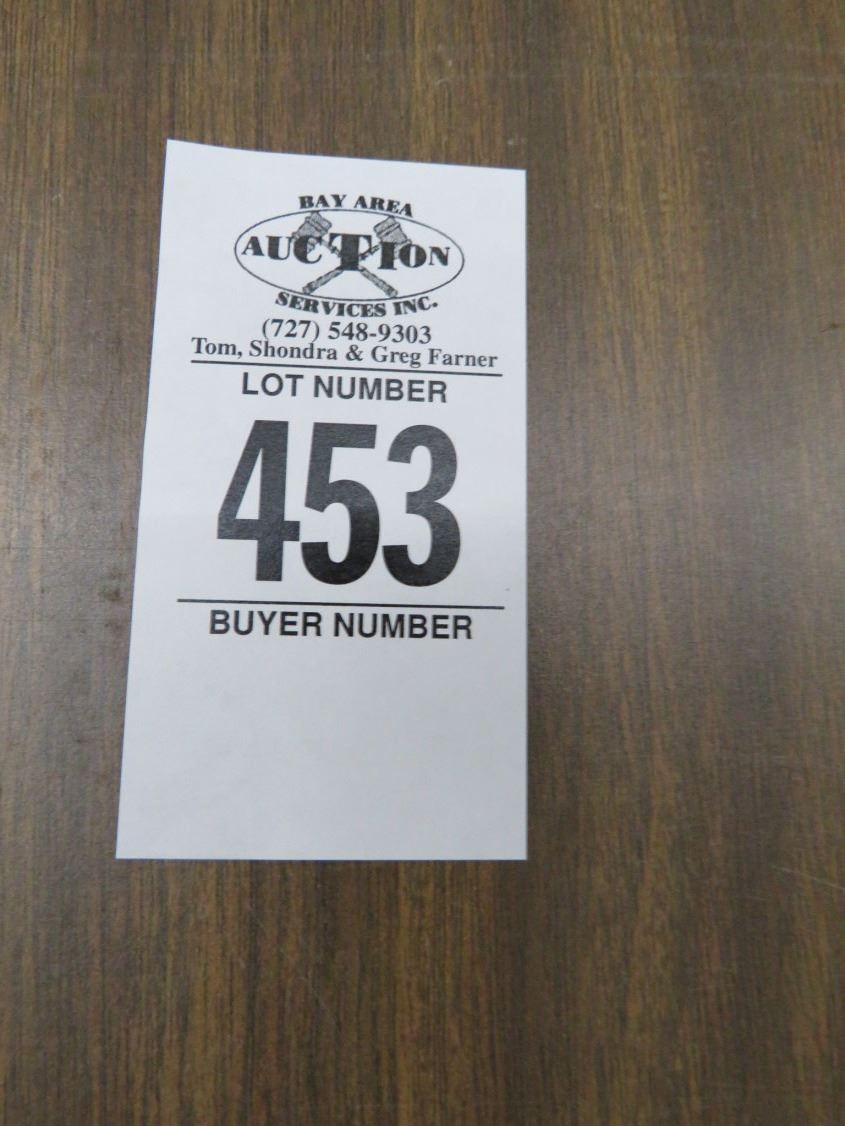 BAY AREA
AUCTION
SERVICES INC.
(727) 548-9303
Tom, Shondra & Greg Farner
LOT NUMBER
453
BUYER NUMBER